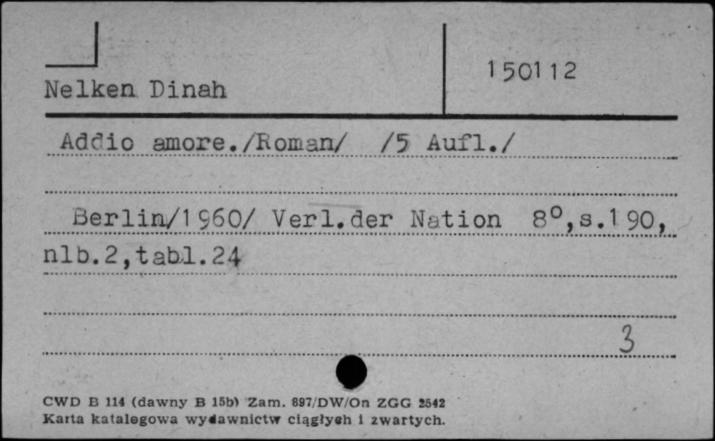 150112
Nelken Dinah
Addio amore./Roman/ /5 Aufl./
Berlin/1960/ Verl.der Nation 8°,s.190,
nlb.2,tabl.24
3
CWD B 114 (dawny B 15b) Zam. 897/DW/On ZGG 2542
Karta katalogowa wydawnictw ciągłych i zwartych.